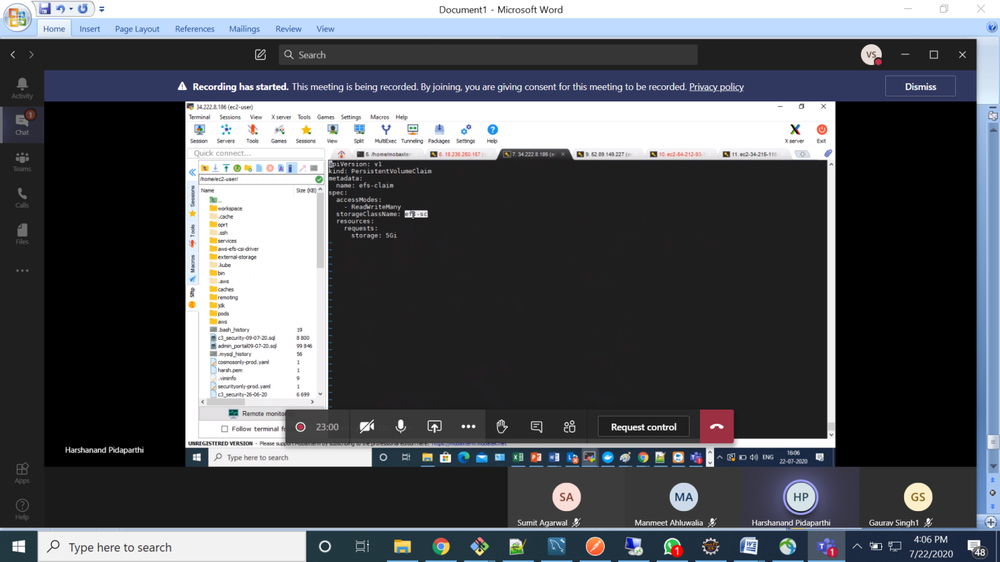 Document1 - Microsoft Word
Home Insert Page Layout References Mailings Review View
Search
VS
Activity
1
Chat
Teams
Calls
Files
Apps
Help
Recording has started. This meeting is being recorded. By joining, you are giving consent for this meeting to be recorded. Privacy policy
Dismiss
34.222.8.186 (ec2-user)
Terminal Sessions View X server Tools Games Settings Macros Help
Session Servers Tools Games Sessions View Split MultiExec Tunneling Packages Settings Help
X server Exit
Quick connect...
5. /home/mobaxter
6. 18.236.250.167 (
7. 34.222.8.186 (e
9. 52.89.149.227 (e
10. ec2-54-212-93-
11. ec2-34-215-116-
/home/ec2-user/
Name Size (KB)
..
workspace
.cache
oprt
.ssh
services
aws-efs-csi-driver
external-storage
.kube
bin
.aws
caches
remoting
jdk
pods
aws
.bash_history 19
c3_security-09-07-20.sql 8 800
admin_portal09-07-20.sql 99 846
.mysql_history 56
cosmosonly-prod.yaml 1
harsh.pem 1
.viminfo 9
securityonly-prod.yaml 1
c3_security-26-06-20 6 699
Sessions
Tools
Macros
Sftp
apiVersion: v1
kind: PersistentVolumeClaim
metadata:
name: efs-claim
spec:
accessModes:
- ReadWriteMany
storageClassName: efs-sc
resources:
requests:
storage: 5Gi
Remote monitor
Follow terminal fo
23:00
Request control
UNREGISTERED VERSION - Please support MobaXterm by subscribing to the professional edition here: https://mobaxterm.mobatek.net
Harshanand Pidaparthi
Type here to search
ENG
16:06
22-07-2020
SA
Sumit Agarwal
MA
Manmeet Ahluwalia
HP
Harshanand Pidaparthi
GS
Gaurav Singh1
Type here to search
1
1
4:06 PM
7/22/2020
48